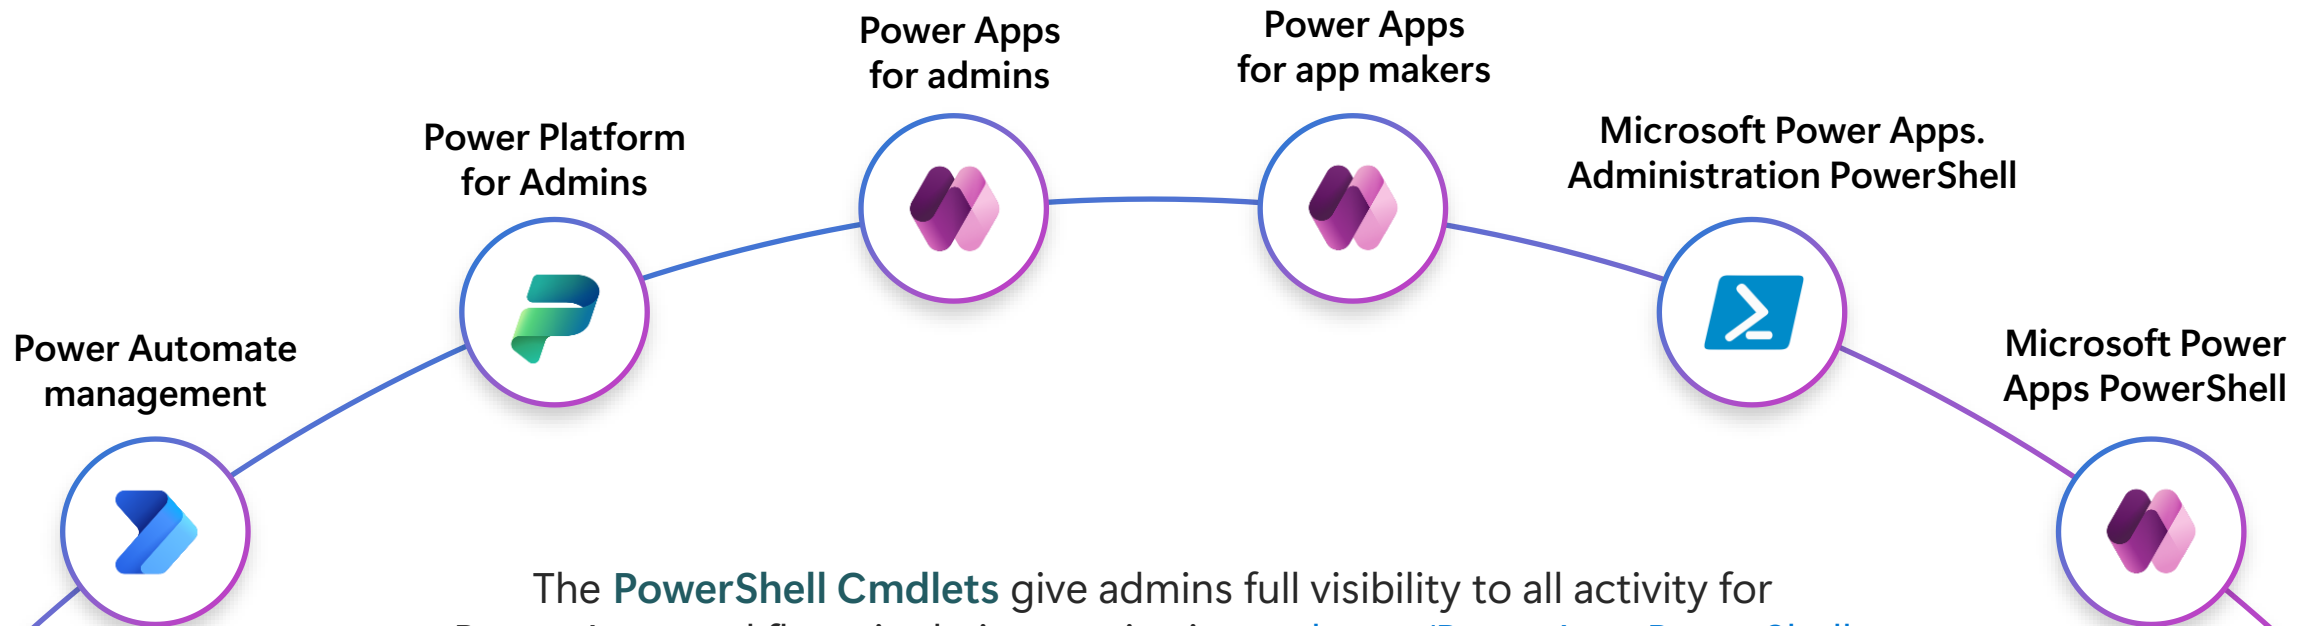 Power Apps
for admins
Power Apps
for app makers
Power Platform
for Admins
Microsoft Power Apps.
Administration PowerShell
Power Automate
management
Microsoft Power
Apps PowerShell
The PowerShell Cmdlets give admins full visibility to all activity for